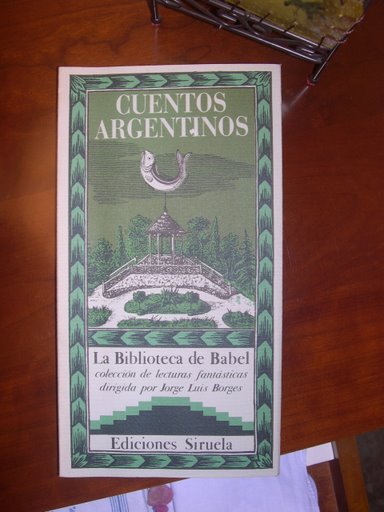 CUENTOS
ARGENTINOS
La Biblioteca de Babel
colección de lecturas fantásticas
dirigida por Jorge Luis Borges
Ediciones Siruela